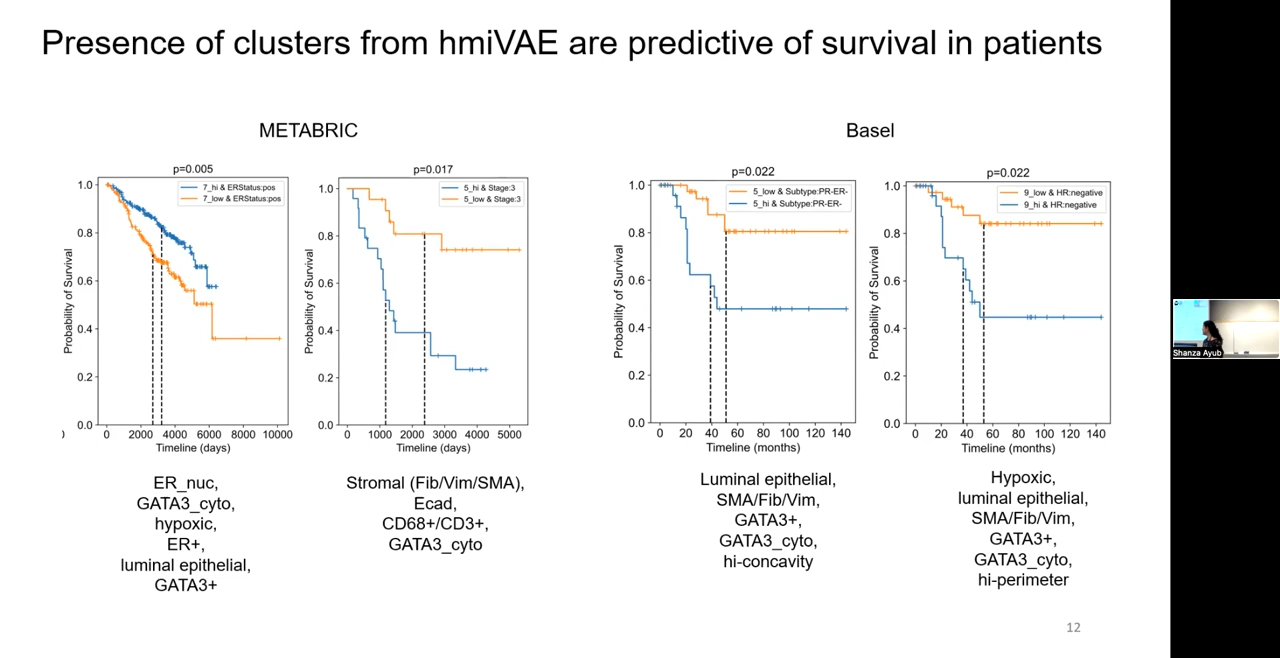 Presence of clusters from hmiVAE are predictive of survival in patients
METABRIC
Basel
p=0.005
1.0
0.8
0.6
0.4
0.2
0.0
Probability of Survival
7_hi & ERStatus:pos
7_low & ERStatus:pos
0 2000 4000 6000 8000 10000
Timeline (days)
p=0.017
1.0
0.8
0.6
0.4
0.2
0.0
Probability of Survival
5_hi & Stage:3
5_low & Stage:3
0 1000 2000 3000 4000 5000
Timeline (days)
p=0.022
1.0
0.8
0.6
0.4
0.2
0.0
Probability of Survival
5_low & Subtype:PR-ER-
5_hi & Subtype:PR-ER-
0 20 40 60 80 100 120 140
Timeline (months)
p=0.022
1.0
0.8
0.6
0.4
0.2
0.0
Probability of Survival
9_low & HR:negative
9_hi & HR:negative
0 20 40 60 80 100 120 140
Timeline (months)
ER_nuc,
GATA3_cyto,
hypoxic,
ER+,
luminal epithelial,
GATA3+
Stromal (Fib/Vim/SMA),
Ecad,
CD68+/CD3+,
GATA3_cyto
Luminal epithelial,
SMA/Fib/Vim,
GATA3+,
GATA3_cyto,
hi-concavity
Hypoxic,
luminal epithelial,
SMA/Fib/Vim,
GATA3+,
GATA3_cyto,
hi-perimeter
12
Shanza Ayub